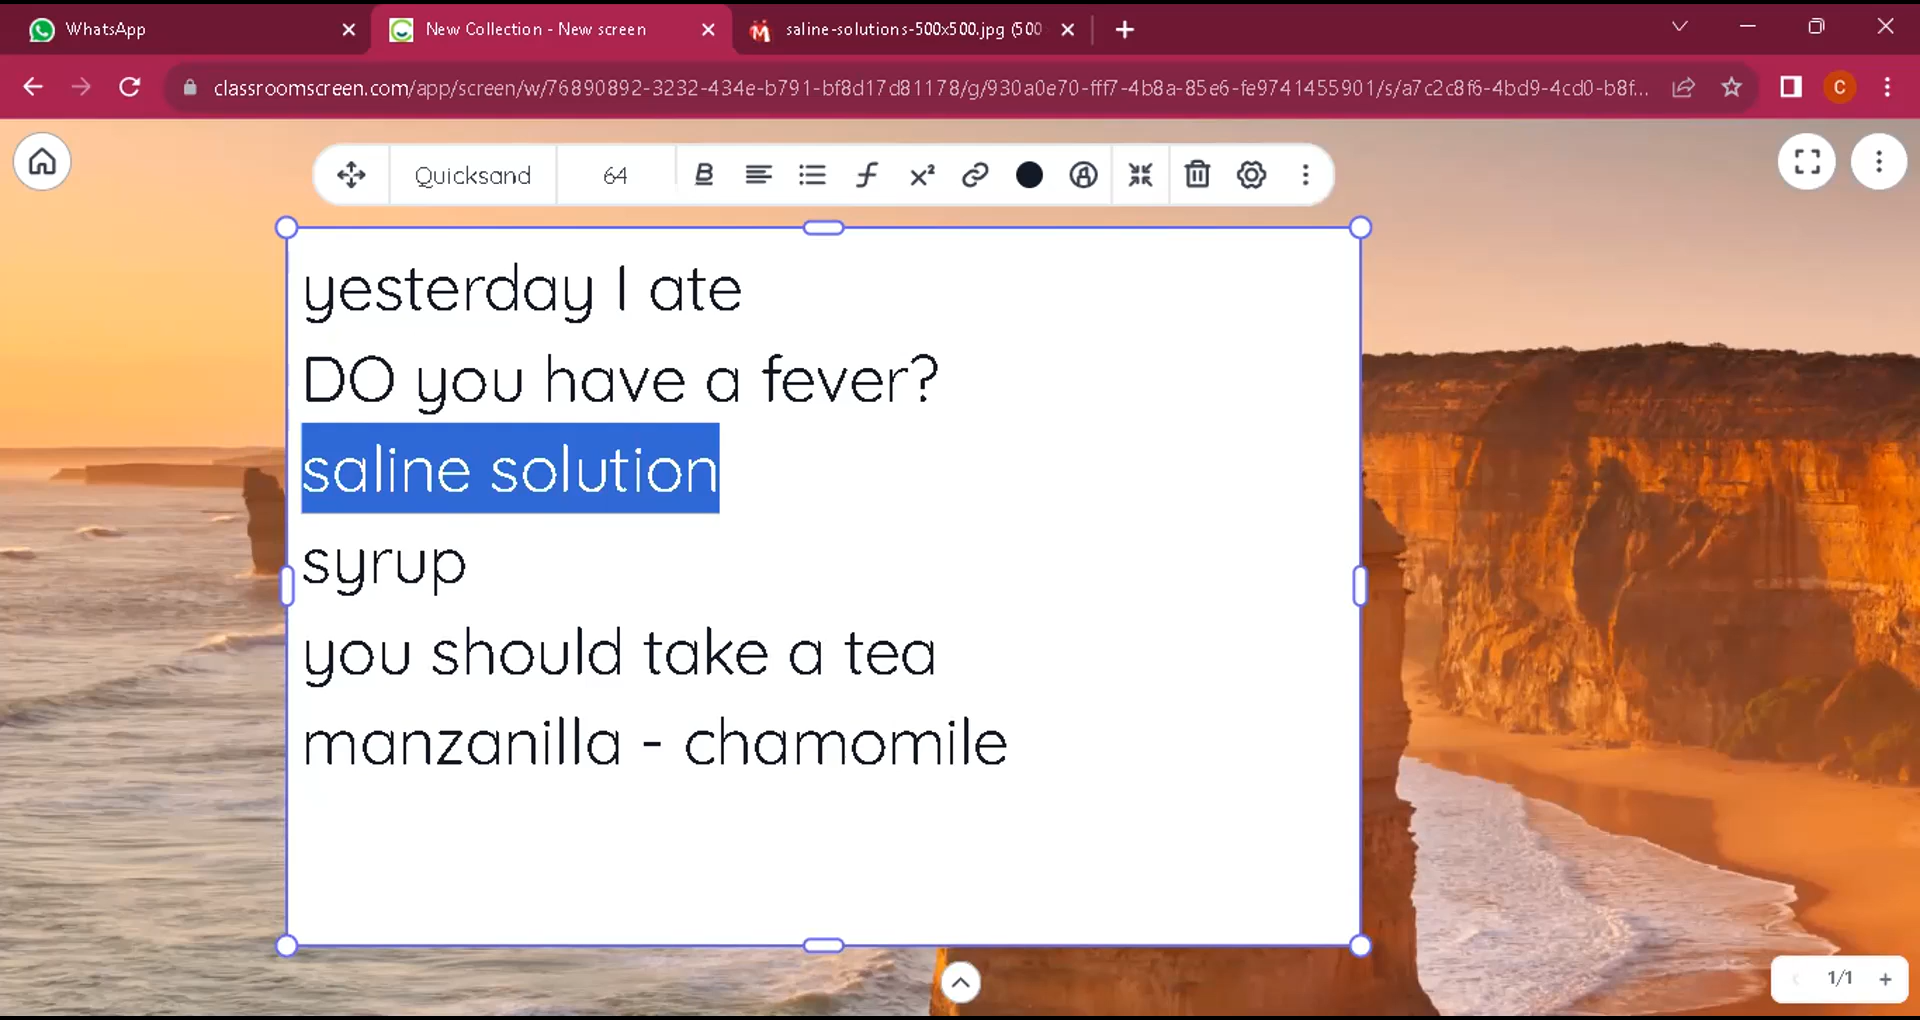 WhatsApp
New Collection - New screen
saline-solutions-500x500.jpg (500
classroomscreen.com/app/screen/w/76890892-3232-434e-b791-bf8d17d81178/g/930a0e70-fff7-4b8a-85e6-fe9741455901/s/a7c2c8f6-4bd9-4cd0-b8f...
C
Quicksand
64
B
yesterday I ate
DO you have a fever?
saline solution
syrup
you should take a tea
manzanilla - chamomile
1/1